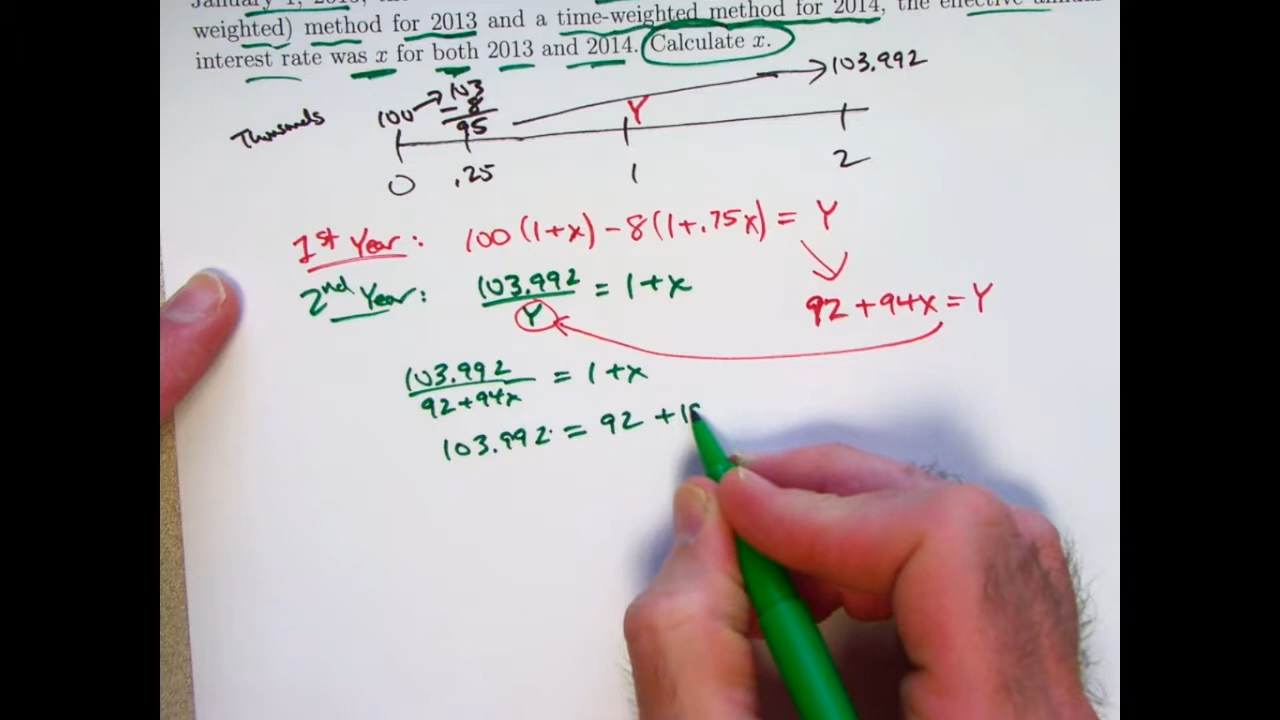 weighted) method for 2013 and a time-weighted method for 2014, the effective annual
interest rate was x for both 2013 and 2014. Calculate x.
Thousands
100 → 103
- 8
95
Y
103.992
0 .25 1 2
1st Year: 100(1+x) - 8(1+.75x) = Y
2nd Year: 103.992/Y = 1+x
92+94x = Y
103.992/92+94x = 1+x
103.992 = 92 +